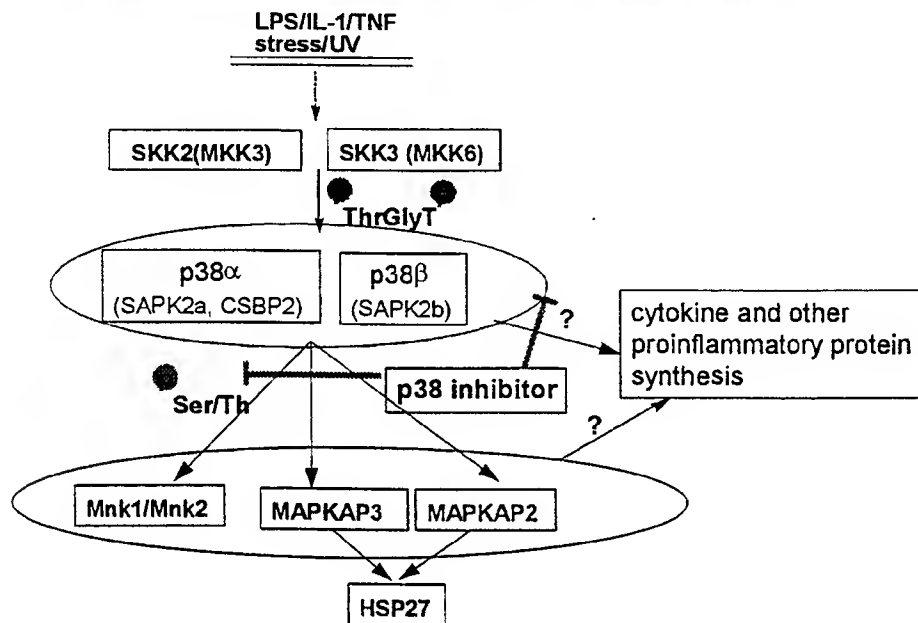 LPS/IL-1/TNF
stress/UV
SKK2(MKK3)
SKK3 (MKK6)
ThrGlyT
p38α
(SAPK2a, CSBP2)
p38β
(SAPK2b)
?
cytokine and other
proinflammatory protein
synthesis
p38 inhibitor
Ser/Th
?
Mnk1/Mnk2
MAPKAP3
MAPKAP2
HSP27